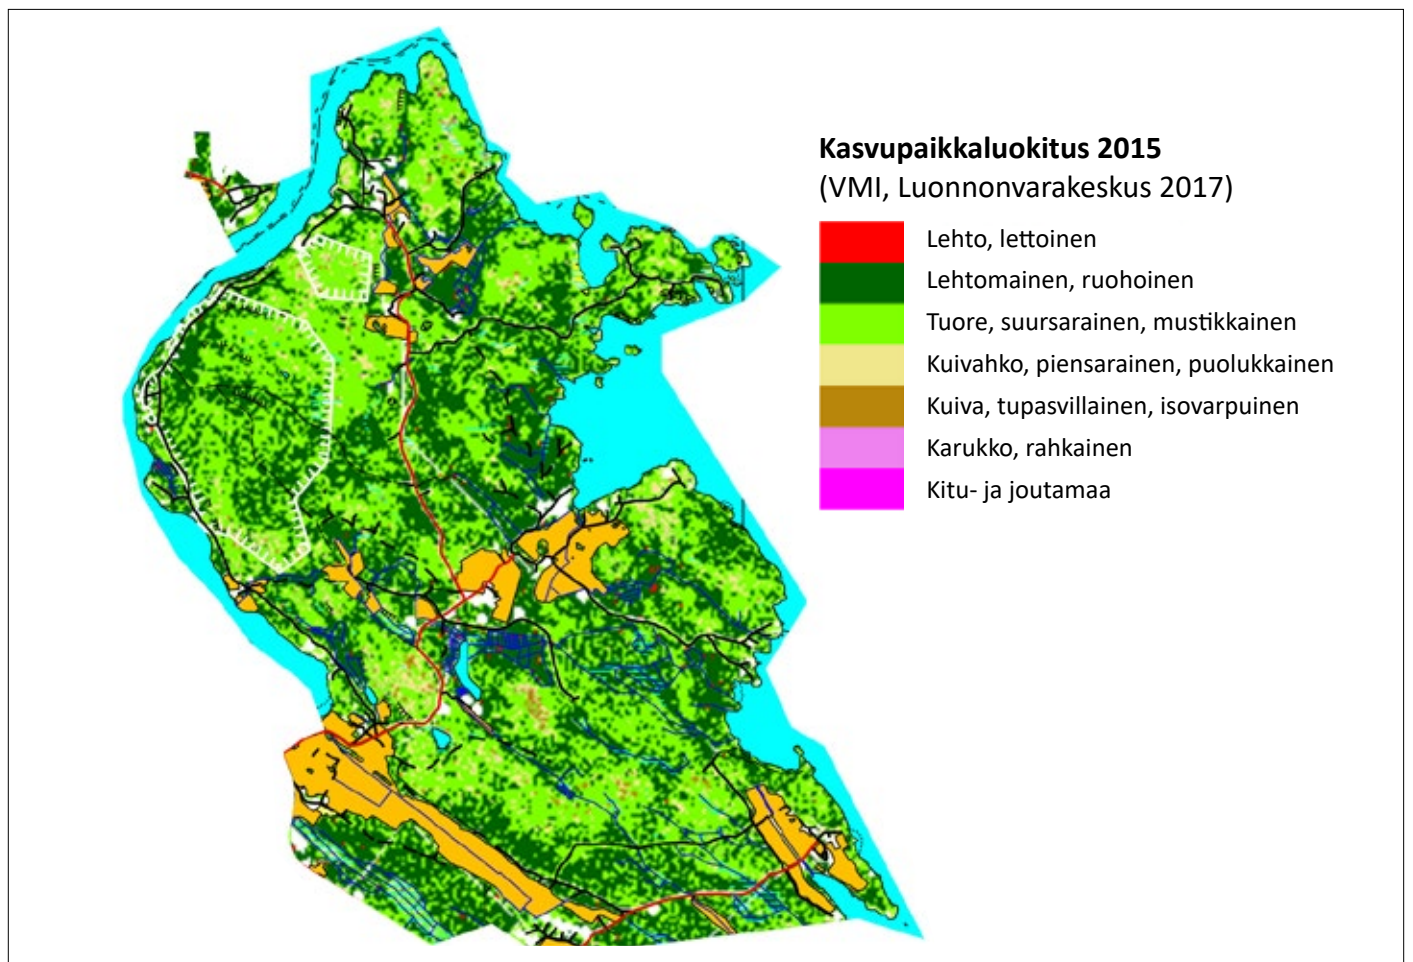 Kasvupaikkaluokitus 2015
(VMI, Luonnonvarakeskus 2017)
Lehto, lettoinen
Lehtomainen, ruohoinen
Tuore, suursarainen, mustikkainen
Kuivahko, piensarainen, puolukkainen
Kuiva, tupasvillainen, isovarpuinen
Karukko, rahkainen
Kitu- ja joutamaa